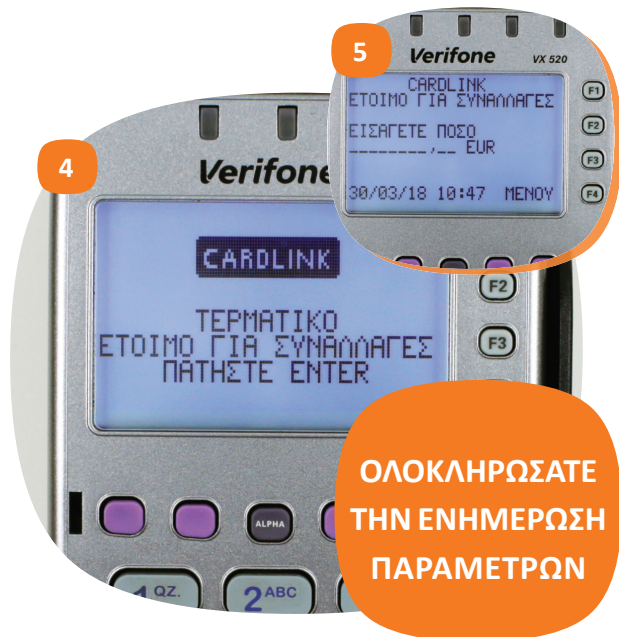 4
Verifone
CARDLINK
ΤΕΡΜΑΤΙΚΟ
ΕΤΟΙΜΟ ΓΙΑ ΣΥΝΑΛΛΑΓΕΣ
ΠΑΤΗΣΤΕ ENTER
F2
F3
ALPHA
1 QZ.
2 ABC
5
Verifone VX 520
CARDLINK
ΕΤΟΙΜΟ ΓΙΑ ΣΥΝΑΛΛΑΓΕΣ
ΕΙΣΑΓΕΤΕ ΠΟΣΟ
________,__ EUR
30/03/18 10:47 ΜΕΝΟΥ
F1
F2
F3
F4
ΟΛΟΚΛΗΡΩΣΑΤΕ
ΤΗΝ ΕΝΗΜΕΡΩΣΗ
ΠΑΡΑΜΕΤΡΩΝ